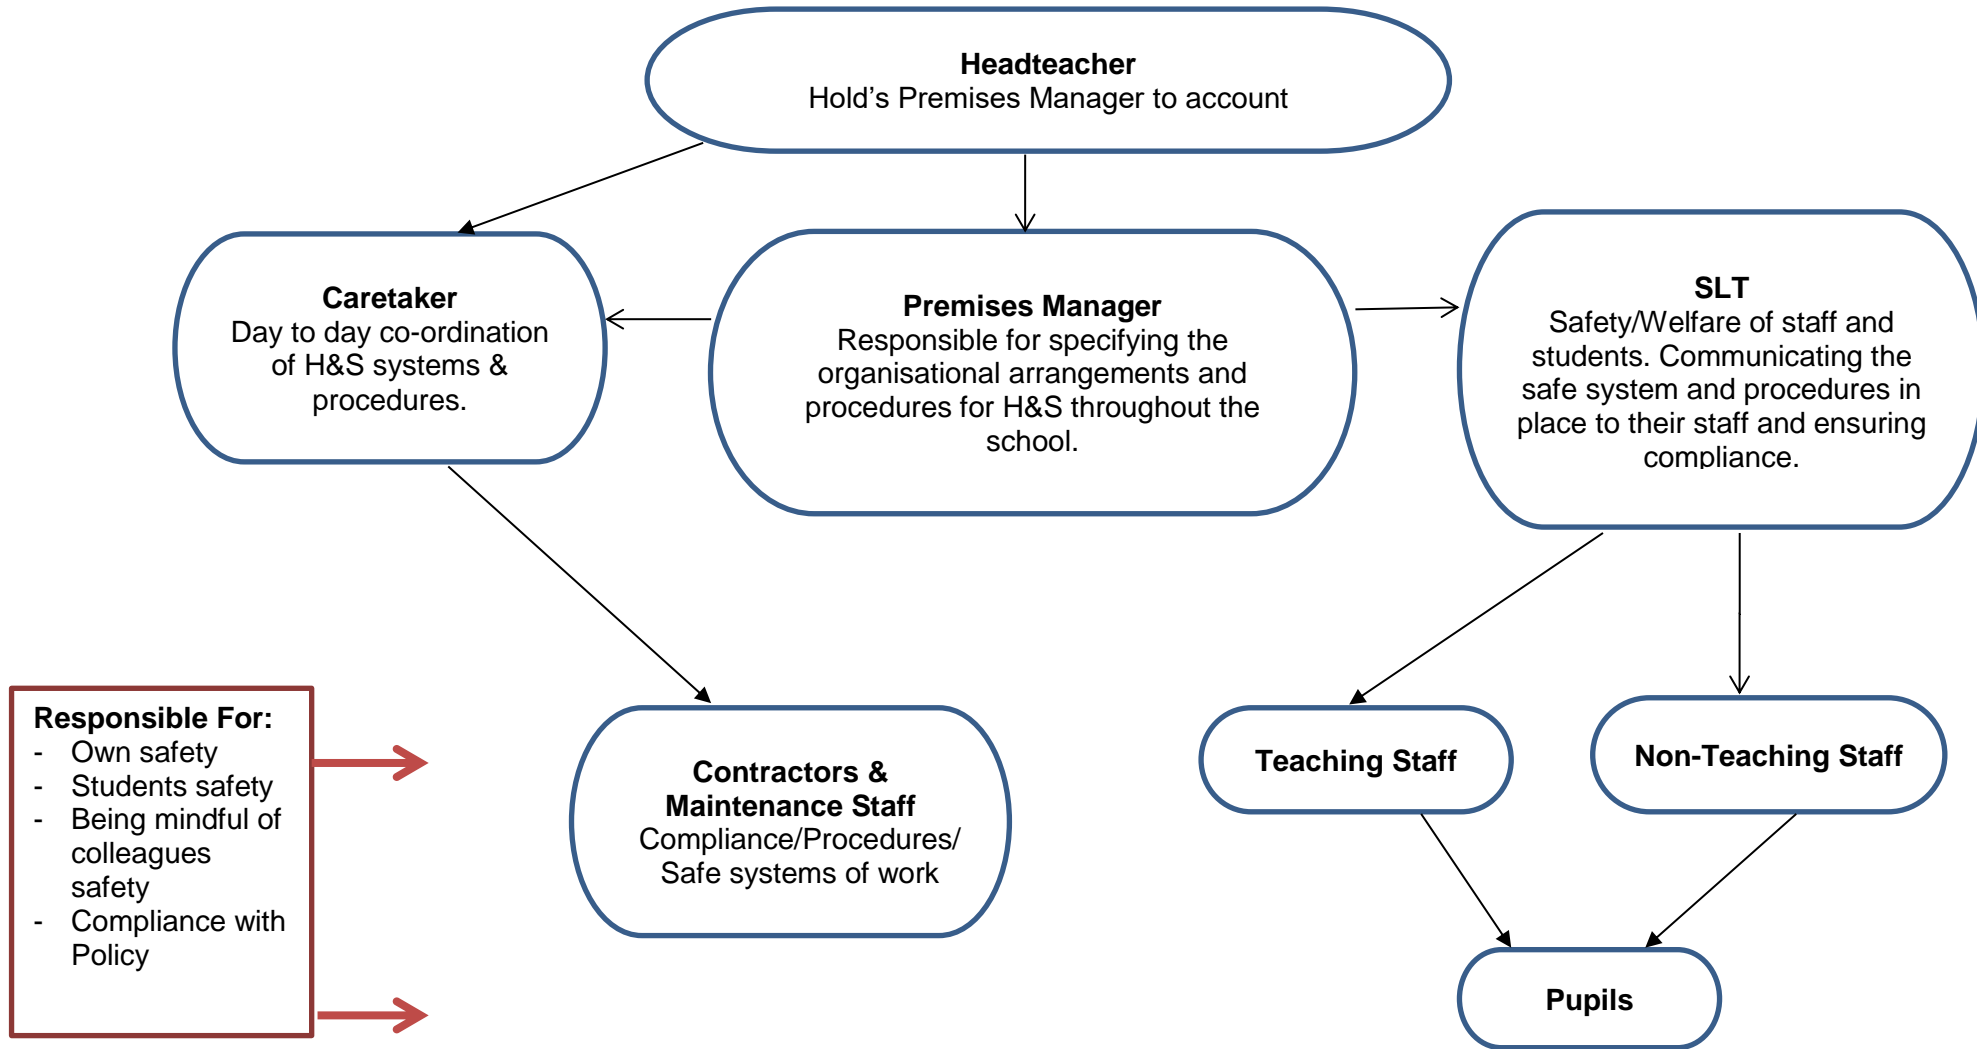 Headteacher
Hold's Premises Manager to account
Caretaker
Day to day co-ordination
of H&S systems &
procedures.
Premises Manager
Responsible for specifying the
organisational arrangements and
procedures for H&S throughout the
school.
SLT
Safety/Welfare of staff and
students. Communicating the
safe system and procedures in
place to their staff and ensuring
compliance.
Responsible For:
- Own safety
- Students safety
- Being mindful of
colleagues
safety
- Compliance with
Policy
Contractors &
Maintenance Staff
Compliance/Procedures/
Safe systems of work
Teaching Staff
Non-Teaching Staff
Pupils